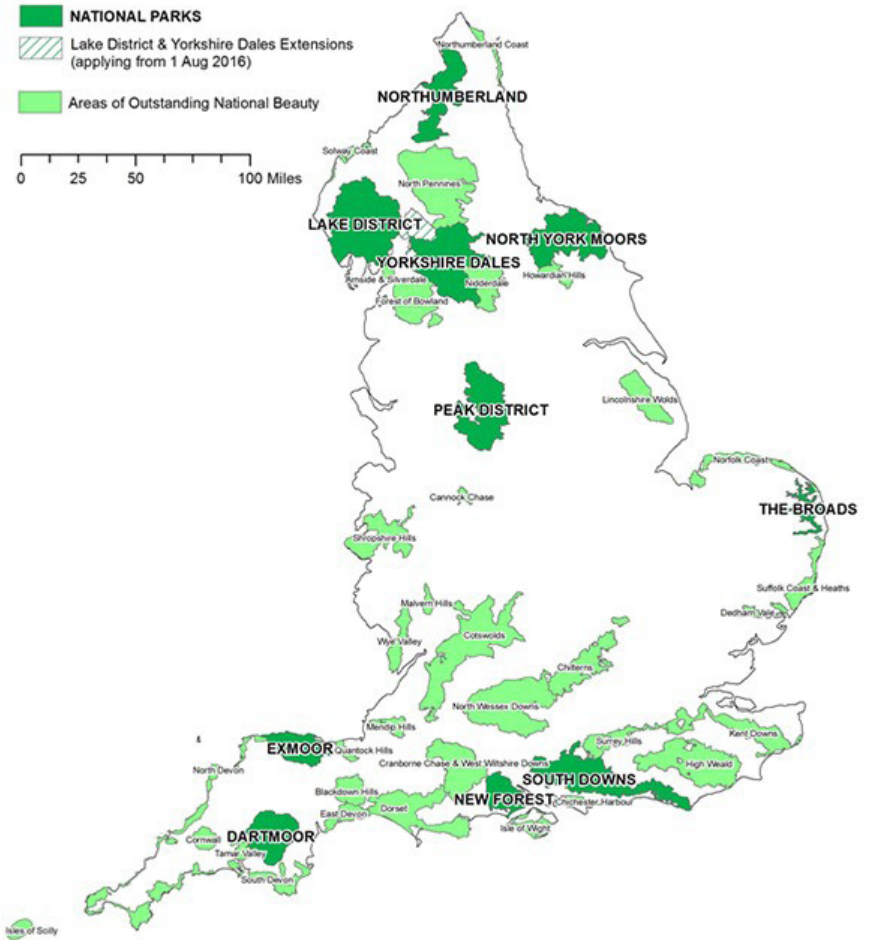 NATIONAL PARKS
Lake District & Yorkshire Dales Extensions
(applying from 1 Aug 2016)
Areas of Outstanding National Beauty
0 25 50 100 Miles
Northumberland Coast
NORTHUMBERLAND
Solway Coast
North Pennines
LAKE DISTRICT
NORTH YORK MOORS
YORKSHIRE DALES
Arnside & Silverdale
Nidderdale
Howardian Hills
Forest of Bowland
Lincolnshire Wolds
PEAK DISTRICT
Norfolk Coast
Cannock Chase
THE BROADS
Shropshire Hills
Suffolk Coast & Heaths
Malvern Hills
Dedham Vale
Wye Valley
Cotswolds
Chilterns
North Wessex Downs
Mendip Hills
Kent Downs
Surrey Hills
EXMOOR
Quantock Hills
Cranborne Chase & West Wiltshire Downs
High Weald
North Devon
SOUTH DOWNS
Blackdown Hills
NEW FOREST
Chichester Harbour
Dorset
East Devon
Isle of Wight
DARTMOOR
Cornwall
Tamar Valley
South Devon
Isles of Scilly